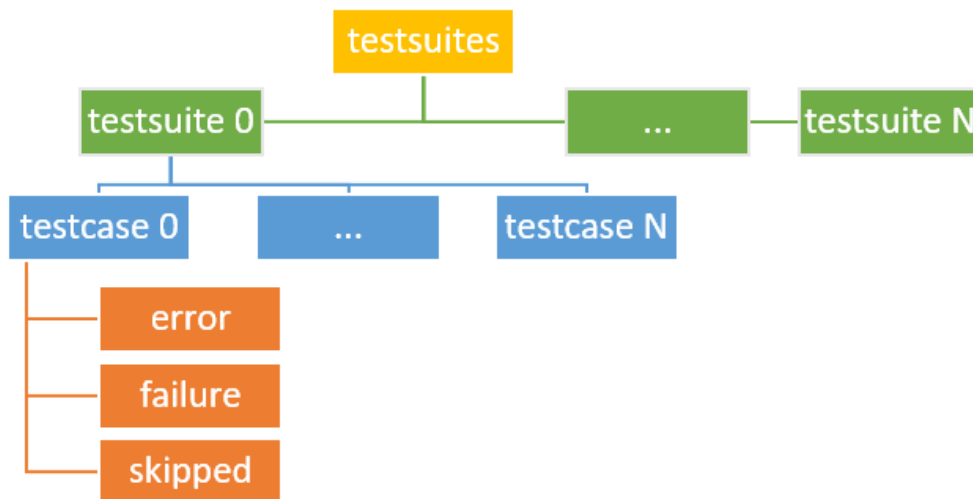 testsuites
testsuite 0
...
testsuite N
testcase 0
...
testcase N
error
failure
skipped